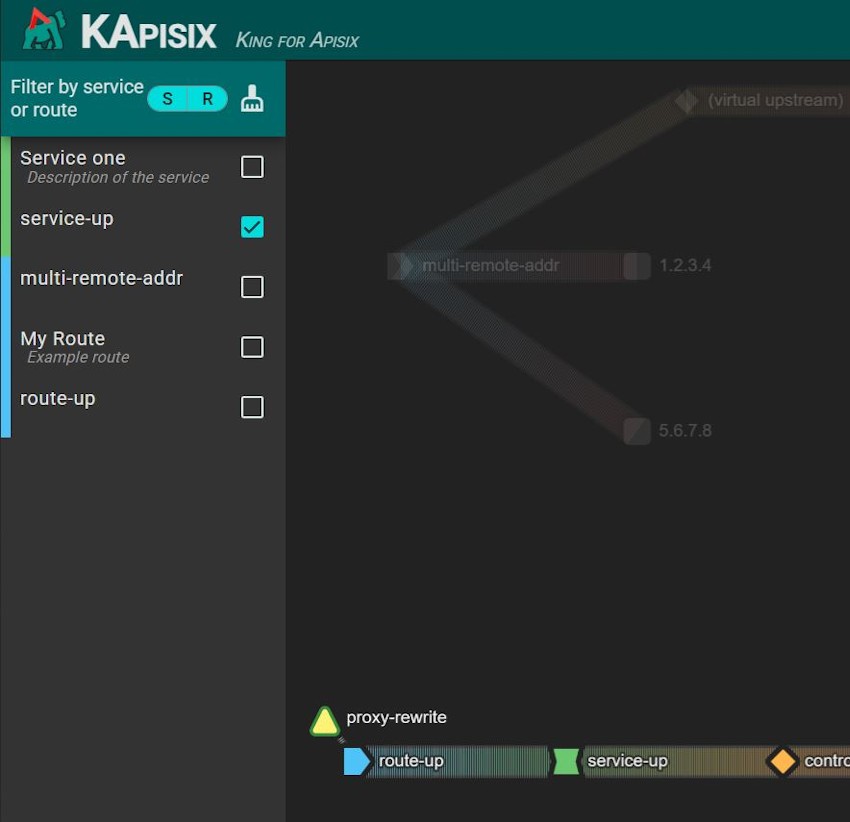 KAPISIX King for Apisix
Filter by service
or route
S R
Service one
Description of the service
service-up
multi-remote-addr
My Route
Example route
route-up
(virtual upstream)
multi-remote-addr
1.2.3.4
5.6.7.8
proxy-rewrite
route-up
service-up
contro